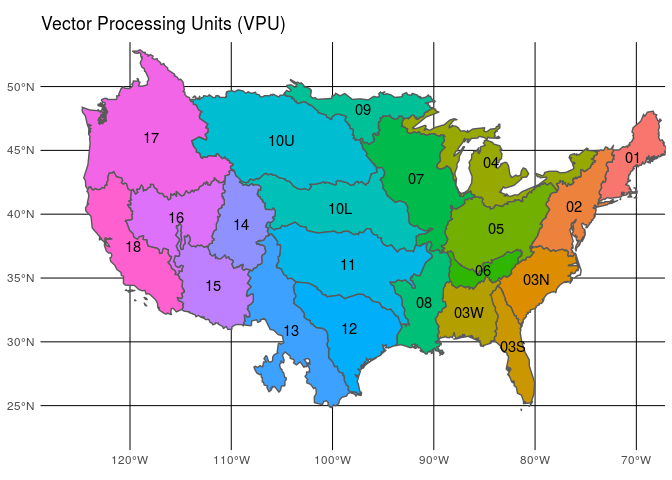 Vector Processing Units (VPU)
50°N
45°N
40°N
35°N
30°N
25°N
09
17
10U
01
04
07
10L
02
16
14
05
18
11
06
03N
15
08
03W
13
12
03S
120°W 110°W 100°W 90°W 80°W 70°W